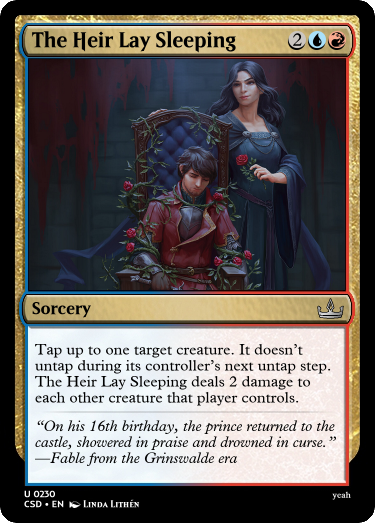 The Heir Lay Sleeping 2
Sorcery
Tap up to one target creature. It doesn’t
untap during its controller’s next untap step.
The Heir Lay Sleeping deals 2 damage to
each other creature that player controls.
“On his 16th birthday, the prince returned to the
castle, showered in praise and drowned in curse.”
—Fable from the Grinswalde era
U 0230
yeah
CSD • EN Linda Lithén